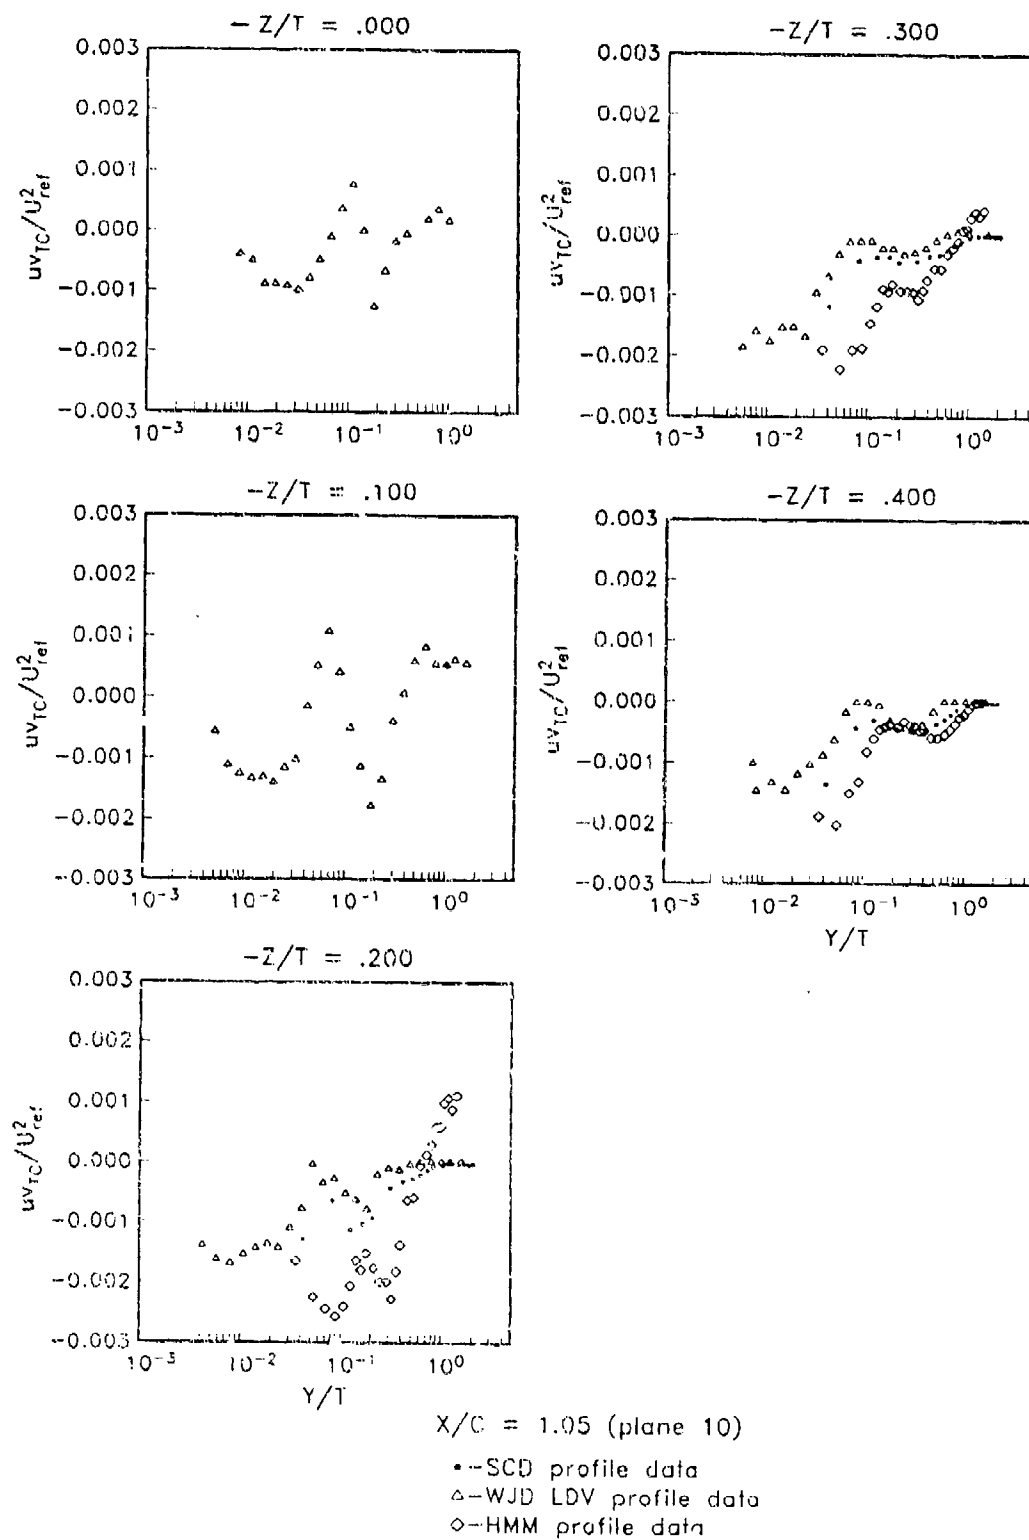 −Z/T = .000
0.003
0.002
0.001
0.000
−0.001
−0.002
−0.003
uv_TC/U²_ref
10⁻³ 10⁻² 10⁻¹ 10⁰
−Z/T = .100
0.003
0.002
0.001
0.000
−0.001
−0.002
−0.003
uv_TC/U²_ref
10⁻³ 10⁻² 10⁻¹ 10⁰
−Z/T = .200
0.003
0.002
0.001
0.000
−0.001
−0.002
−0.003
uv_TC/U²_ref
10⁻³ 10⁻² 10⁻¹ 10⁰
Y/T
−Z/T = .300
0.003
0.002
0.001
0.000
−0.001
−0.002
−0.003
uv_TC/U²_ref
10⁻³ 10⁻² 10⁻¹ 10⁰
−Z/T = .400
0.003
0.002
0.001
0.000
−0.001
−0.002
−0.003
uv_TC/U²_ref
10⁻³ 10⁻² 10⁻¹ 10⁰
Y/T
X/C = 1.05 (plane 10)
•−SCD profile data
△−WJD LDV profile data
◇−HMM profile data